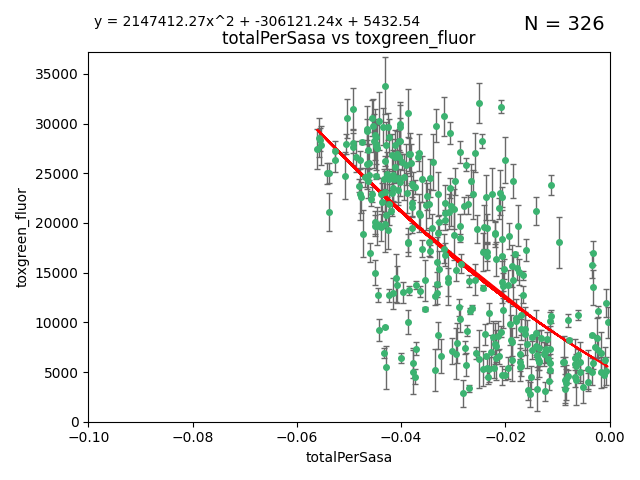 y = 2147412.27x^2 + -306121.24x + 5432.54
N = 326
totalPerSasa vs toxgreen_fluor
35000
30000
25000
20000
15000
10000
5000
0
toxgreen_fluor
−0.10
−0.08
−0.06
−0.04
−0.02
0.00
totalPerSasa